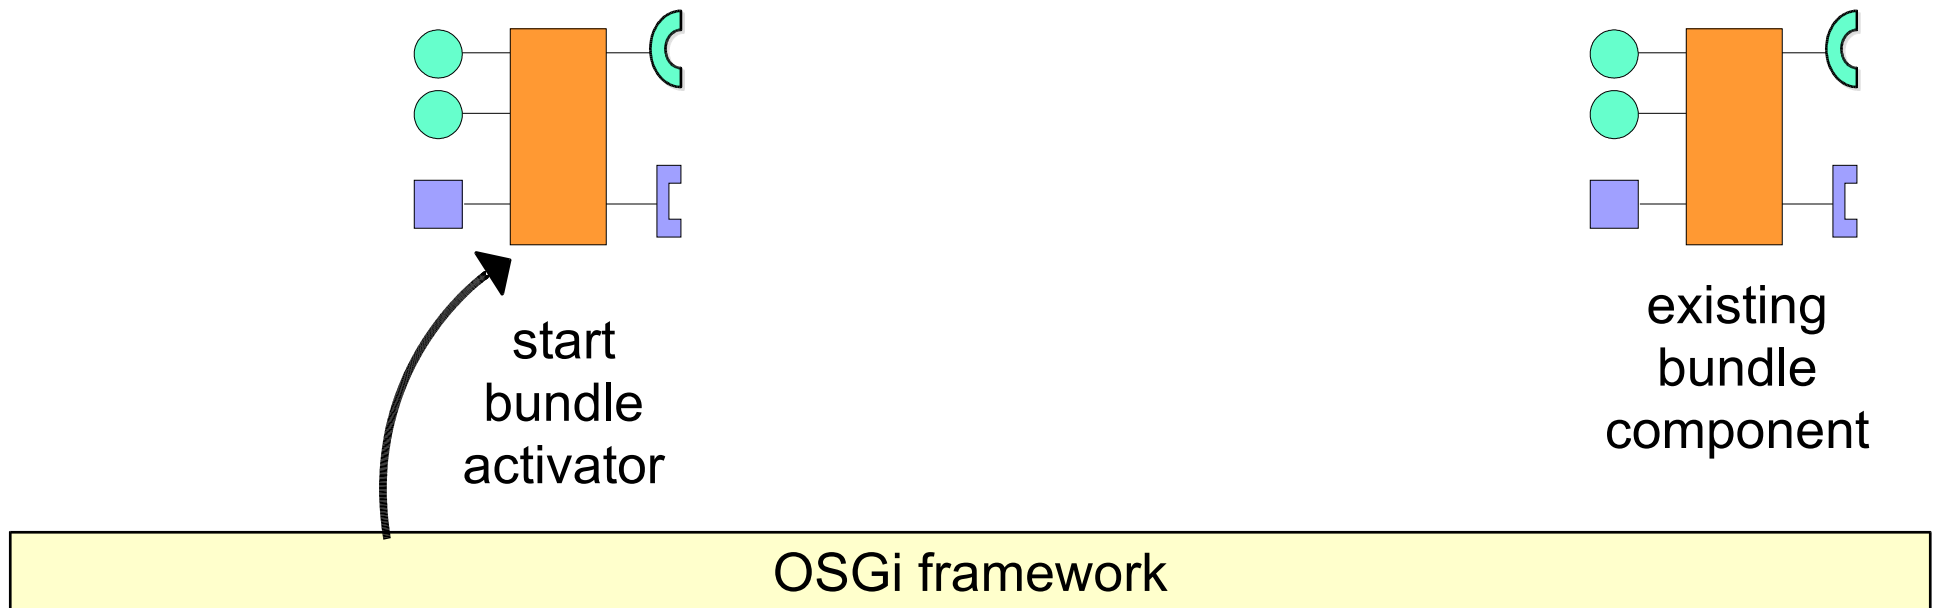 start
bundle
activator
existing
bundle
component
OSGi framework